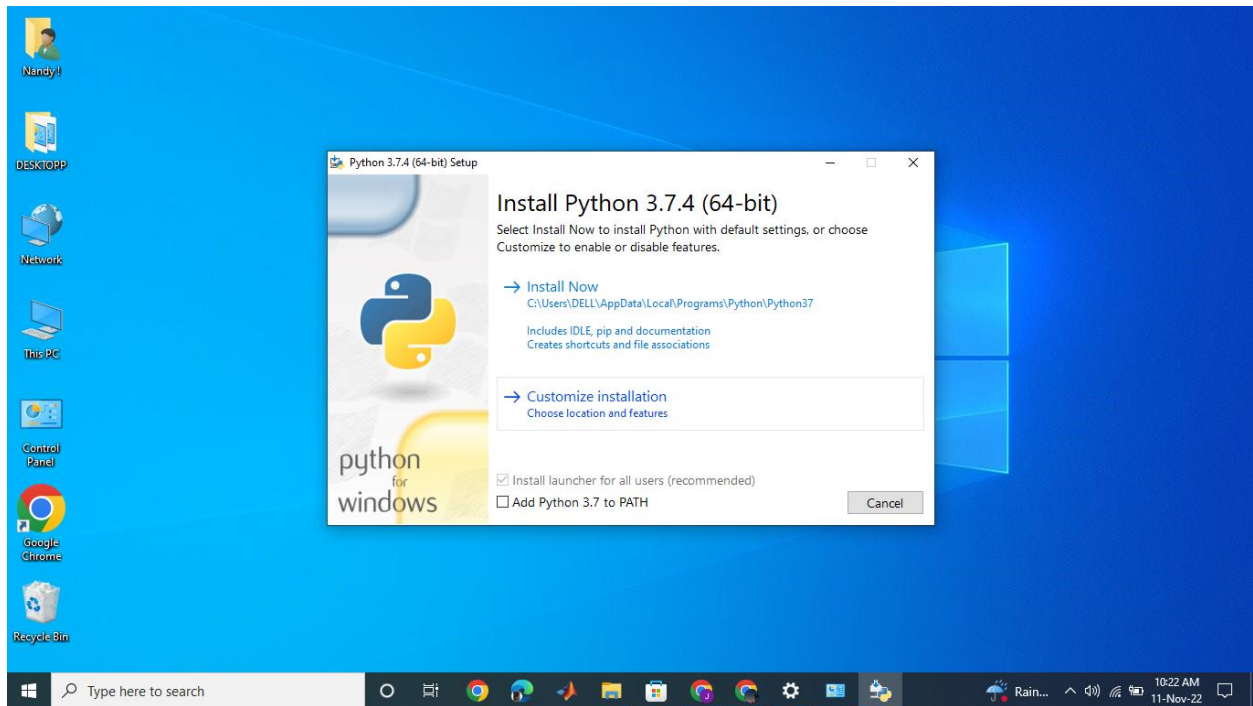 Nandy !
DESKTOPP
Network
This PC
Control
Panel
Google
Chrome
Recycle Bin
Python 3.7.4 (64-bit) Setup
Install Python 3.7.4 (64-bit)
Select Install Now to install Python with default settings, or choose
Customize to enable or disable features.
Install Now
C:\Users\DELL\AppData\Local\Programs\Python\Python37
Includes IDLE, pip and documentation
Creates shortcuts and file associations
Customize installation
Choose location and features
python
for
windows
Install launcher for all users (recommended)
Add Python 3.7 to PATH
Cancel
Type here to search
Rain...
10:22 AM
11-Nov-22